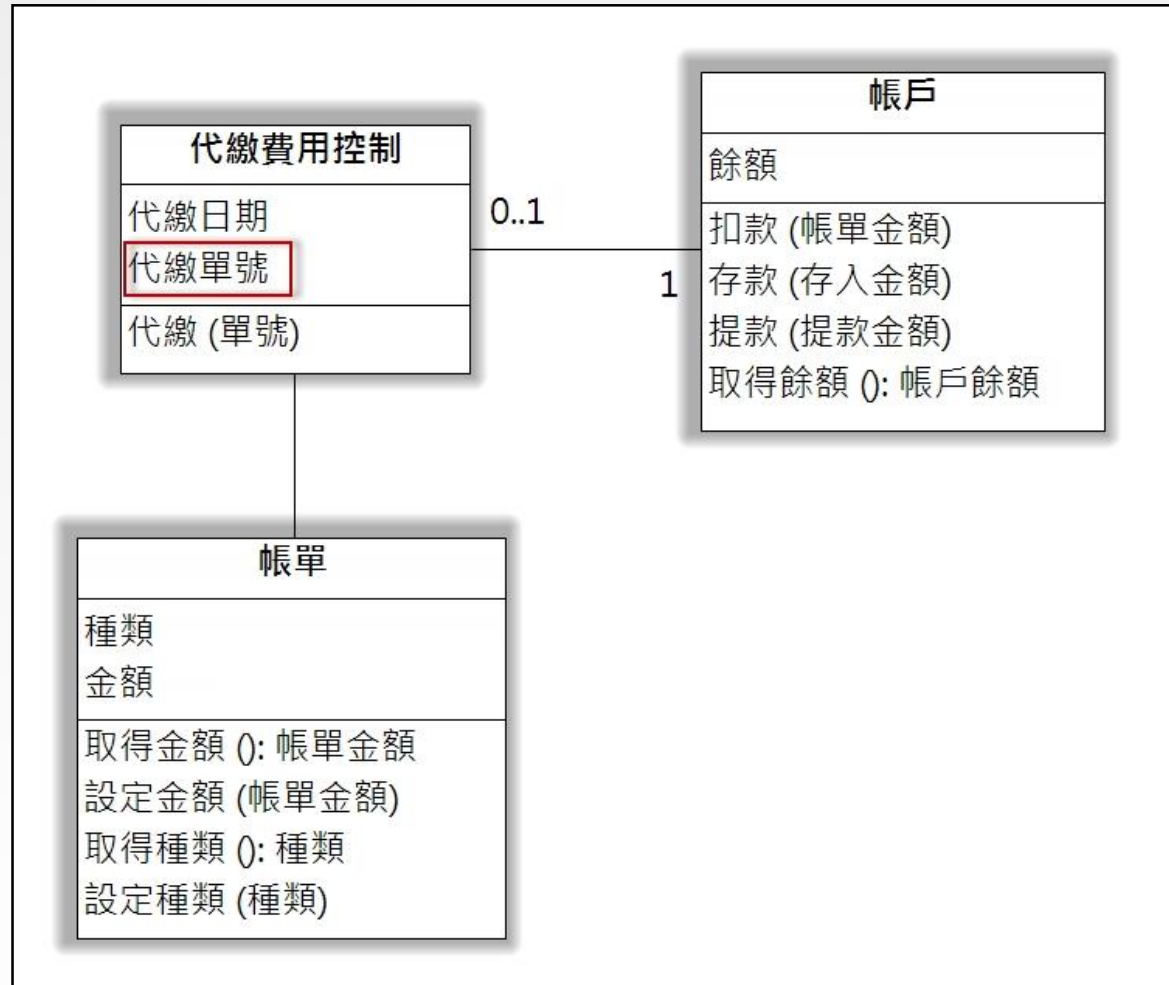 代繳費用控制
代繳日期
代繳單號
代繳 (單號)
0..1
1
帳戶
餘額
扣款 (帳單金額)
存款 (存入金額)
提款 (提款金額)
取得餘額 (): 帳戶餘額
帳單
種類
金額
取得金額 (): 帳單金額
設定金額 (帳單金額)
取得種類 (): 種類
設定種類 (種類)